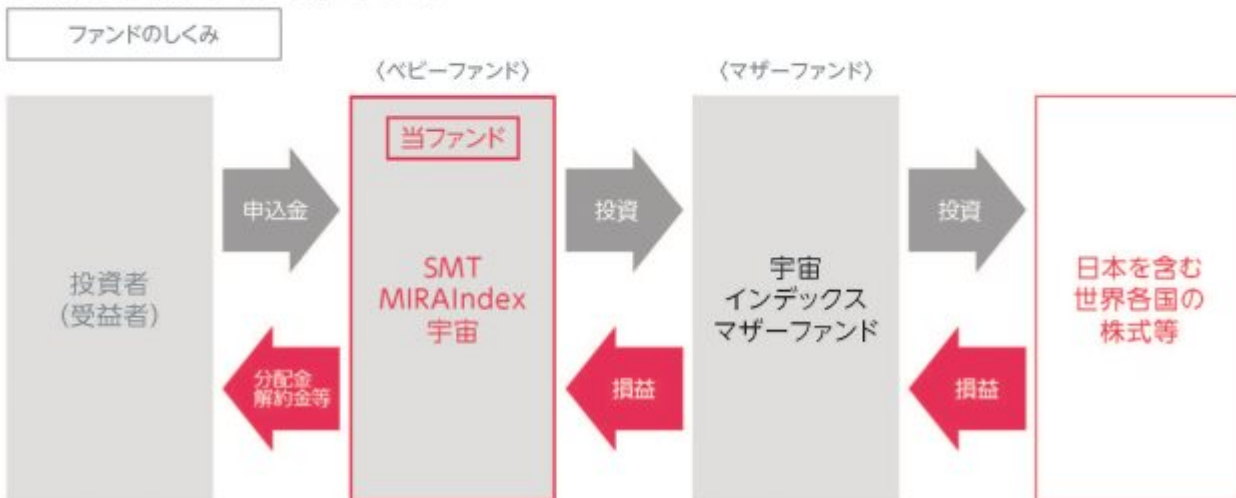 ファンドのしくみ
〈ベビーファンド〉
〈マザーファンド〉
投資者
(受益者)
申込金
分配金
解約金等
当ファンド
SMT
MIRAIndex
宇宙
投資
損益
宇宙
インデックス
マザーファンド
投資
損益
日本を含む
世界各国の
株式等